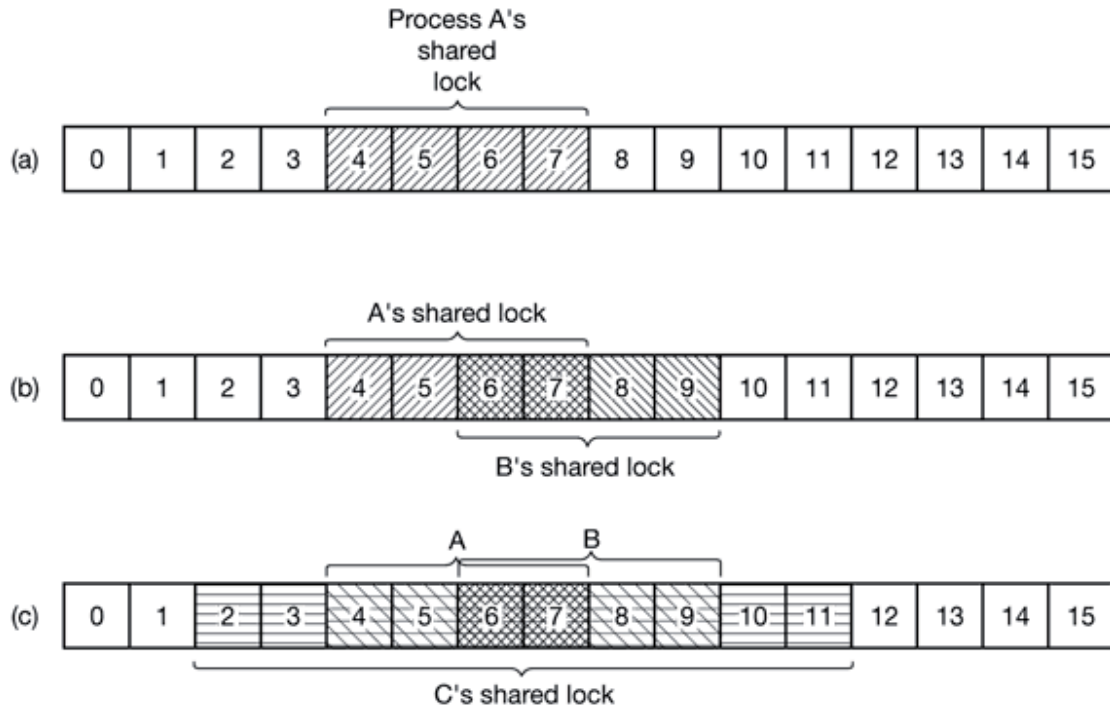 Process A's
shared
lock
(a) 0 1 2 3 4 5 6 7 8 9 10 11 12 13 14 15
A's shared lock
(b) 0 1 2 3 4 5 6 7 8 9 10 11 12 13 14 15
B's shared lock
A B
(c) 0 1 2 3 4 5 6 7 8 9 10 11 12 13 14 15
C's shared lock